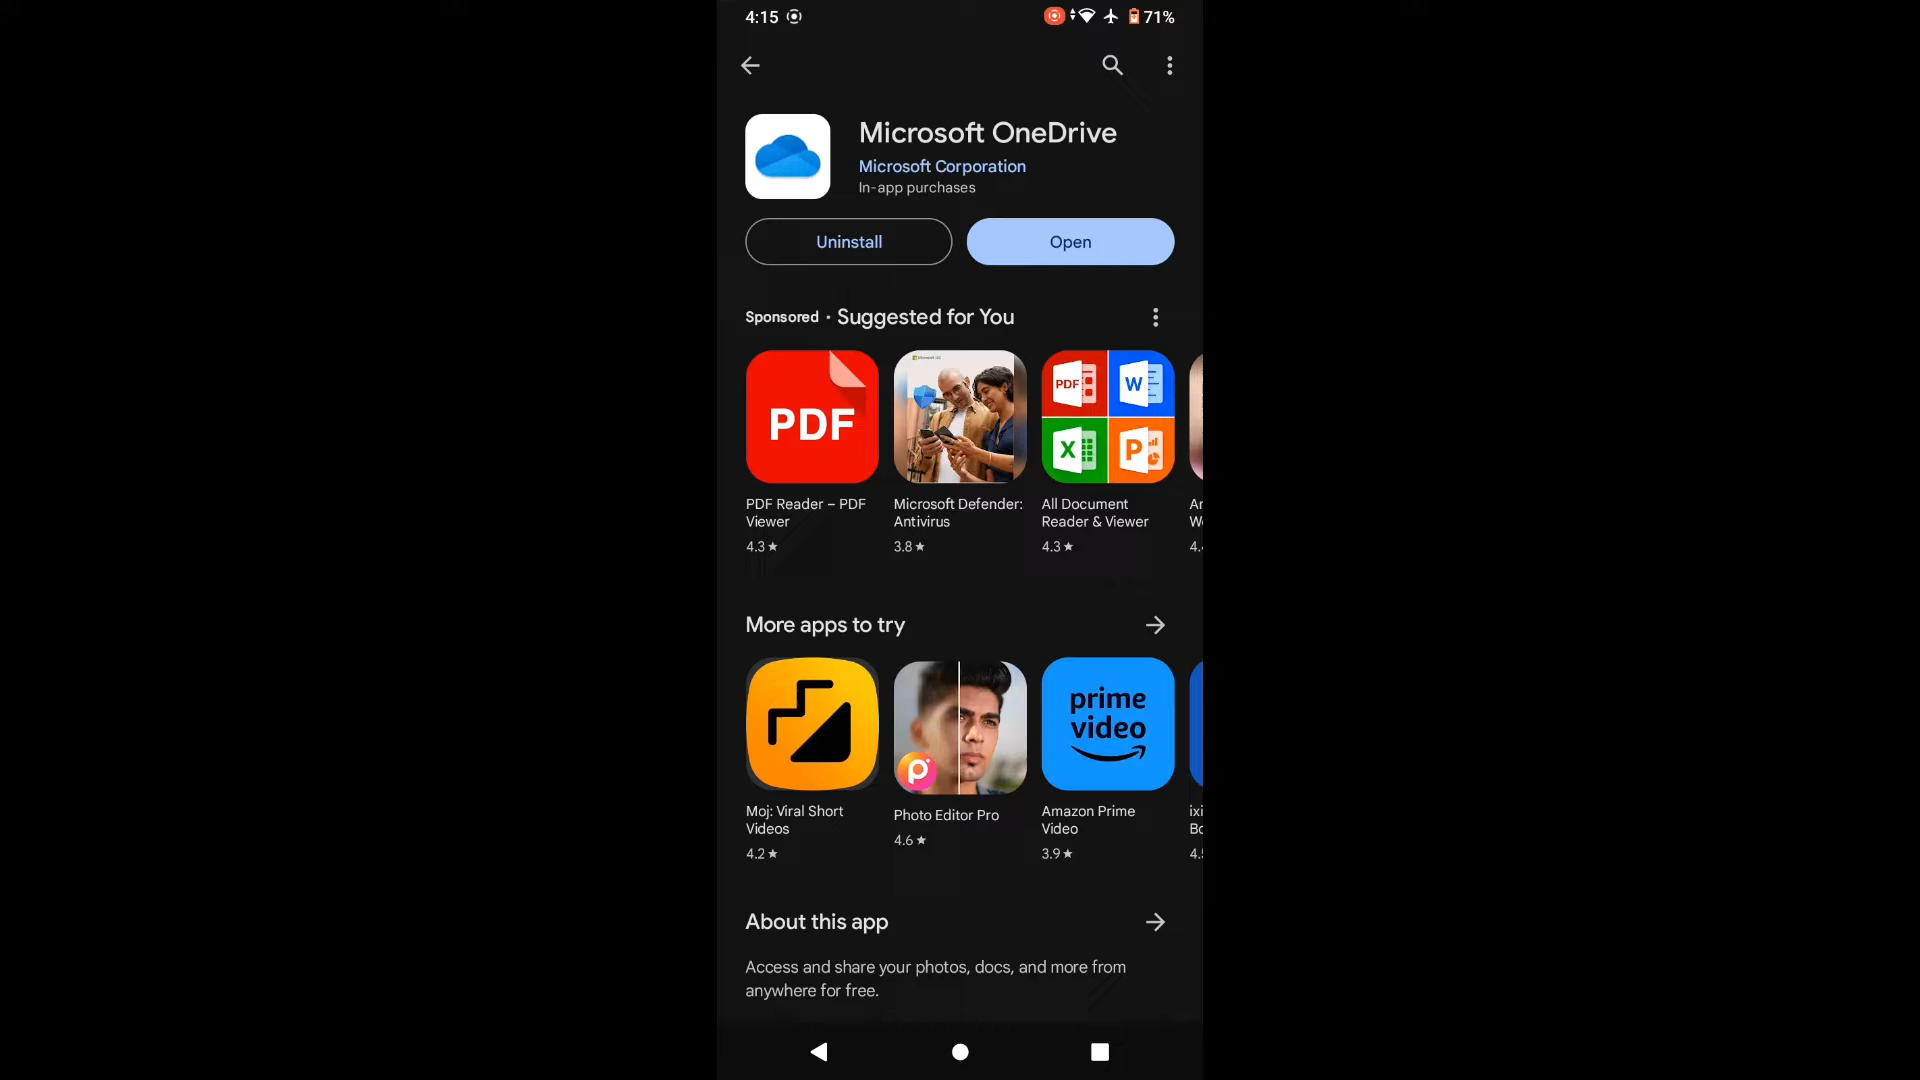 4:15
71%
Microsoft OneDrive
Microsoft Corporation
In-app purchases
Uninstall
Open
Sponsored • Suggested for You
PDF
PDF
W
X
P
PDF Reader – PDF
Viewer
4.3★
Microsoft Defender:
Antivirus
3.8★
All Document
Reader & Viewer
4.3★
More apps to try
prime
video
Moj: Viral Short
Videos
4.2★
Photo Editor Pro
4.6★
Amazon Prime
Video
3.9★
About this app
Access and share your photos, docs, and more from
anywhere for free.